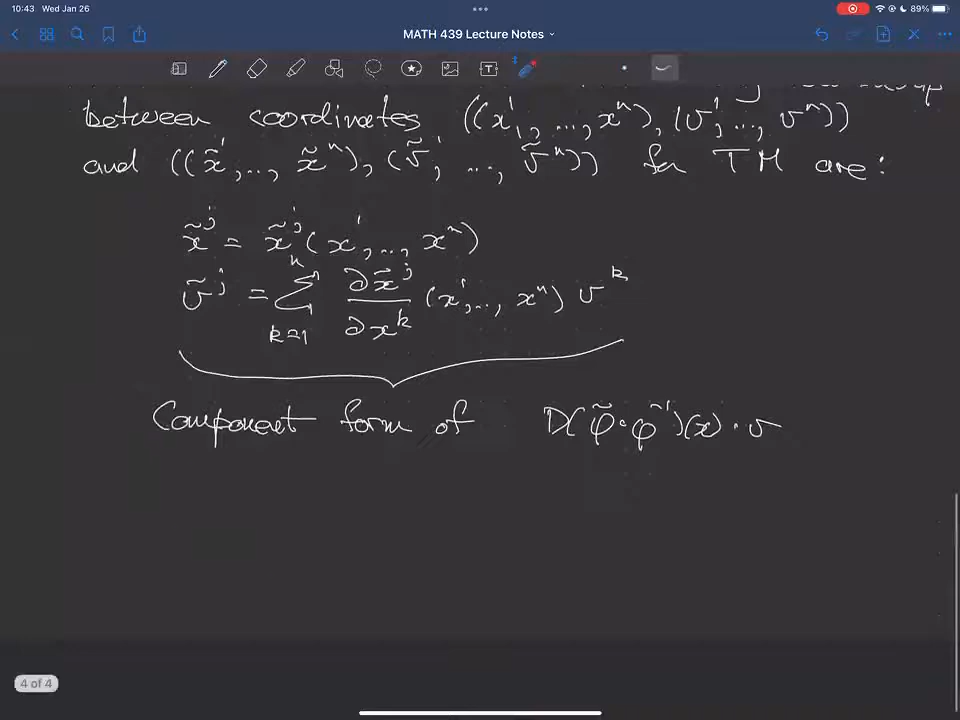 10:43 Wed Jan 26
89%
MATH 439 Lecture Notes
between coordinates ((x¹,...,xⁿ), (v¹,..., vⁿ))
and ((x̃¹,..., x̃ⁿ), (ṽ¹, ..., ṽⁿ)) for TM are:
x̃ʲ = x̃ʲ(x¹,..., xⁿ)
ṽʲ = ∑ₖ₌₁ⁿ ∂x̃ʲ/∂xᵏ (x¹,..., xⁿ) vᵏ
Component form of D(φ̃∘φ⁻¹)(x)·v
4 of 4